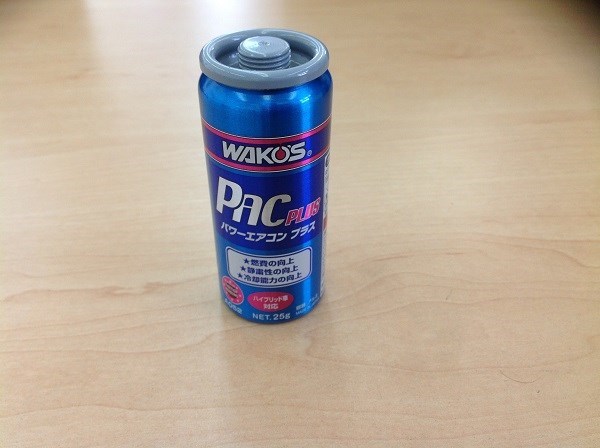 WAKO'S®
PAC PLUS
パワーエアコン プラス
★燃費の向上
★静粛性の向上
★冷却能力の向上
ハイブリッド車
対応
NET. 25g